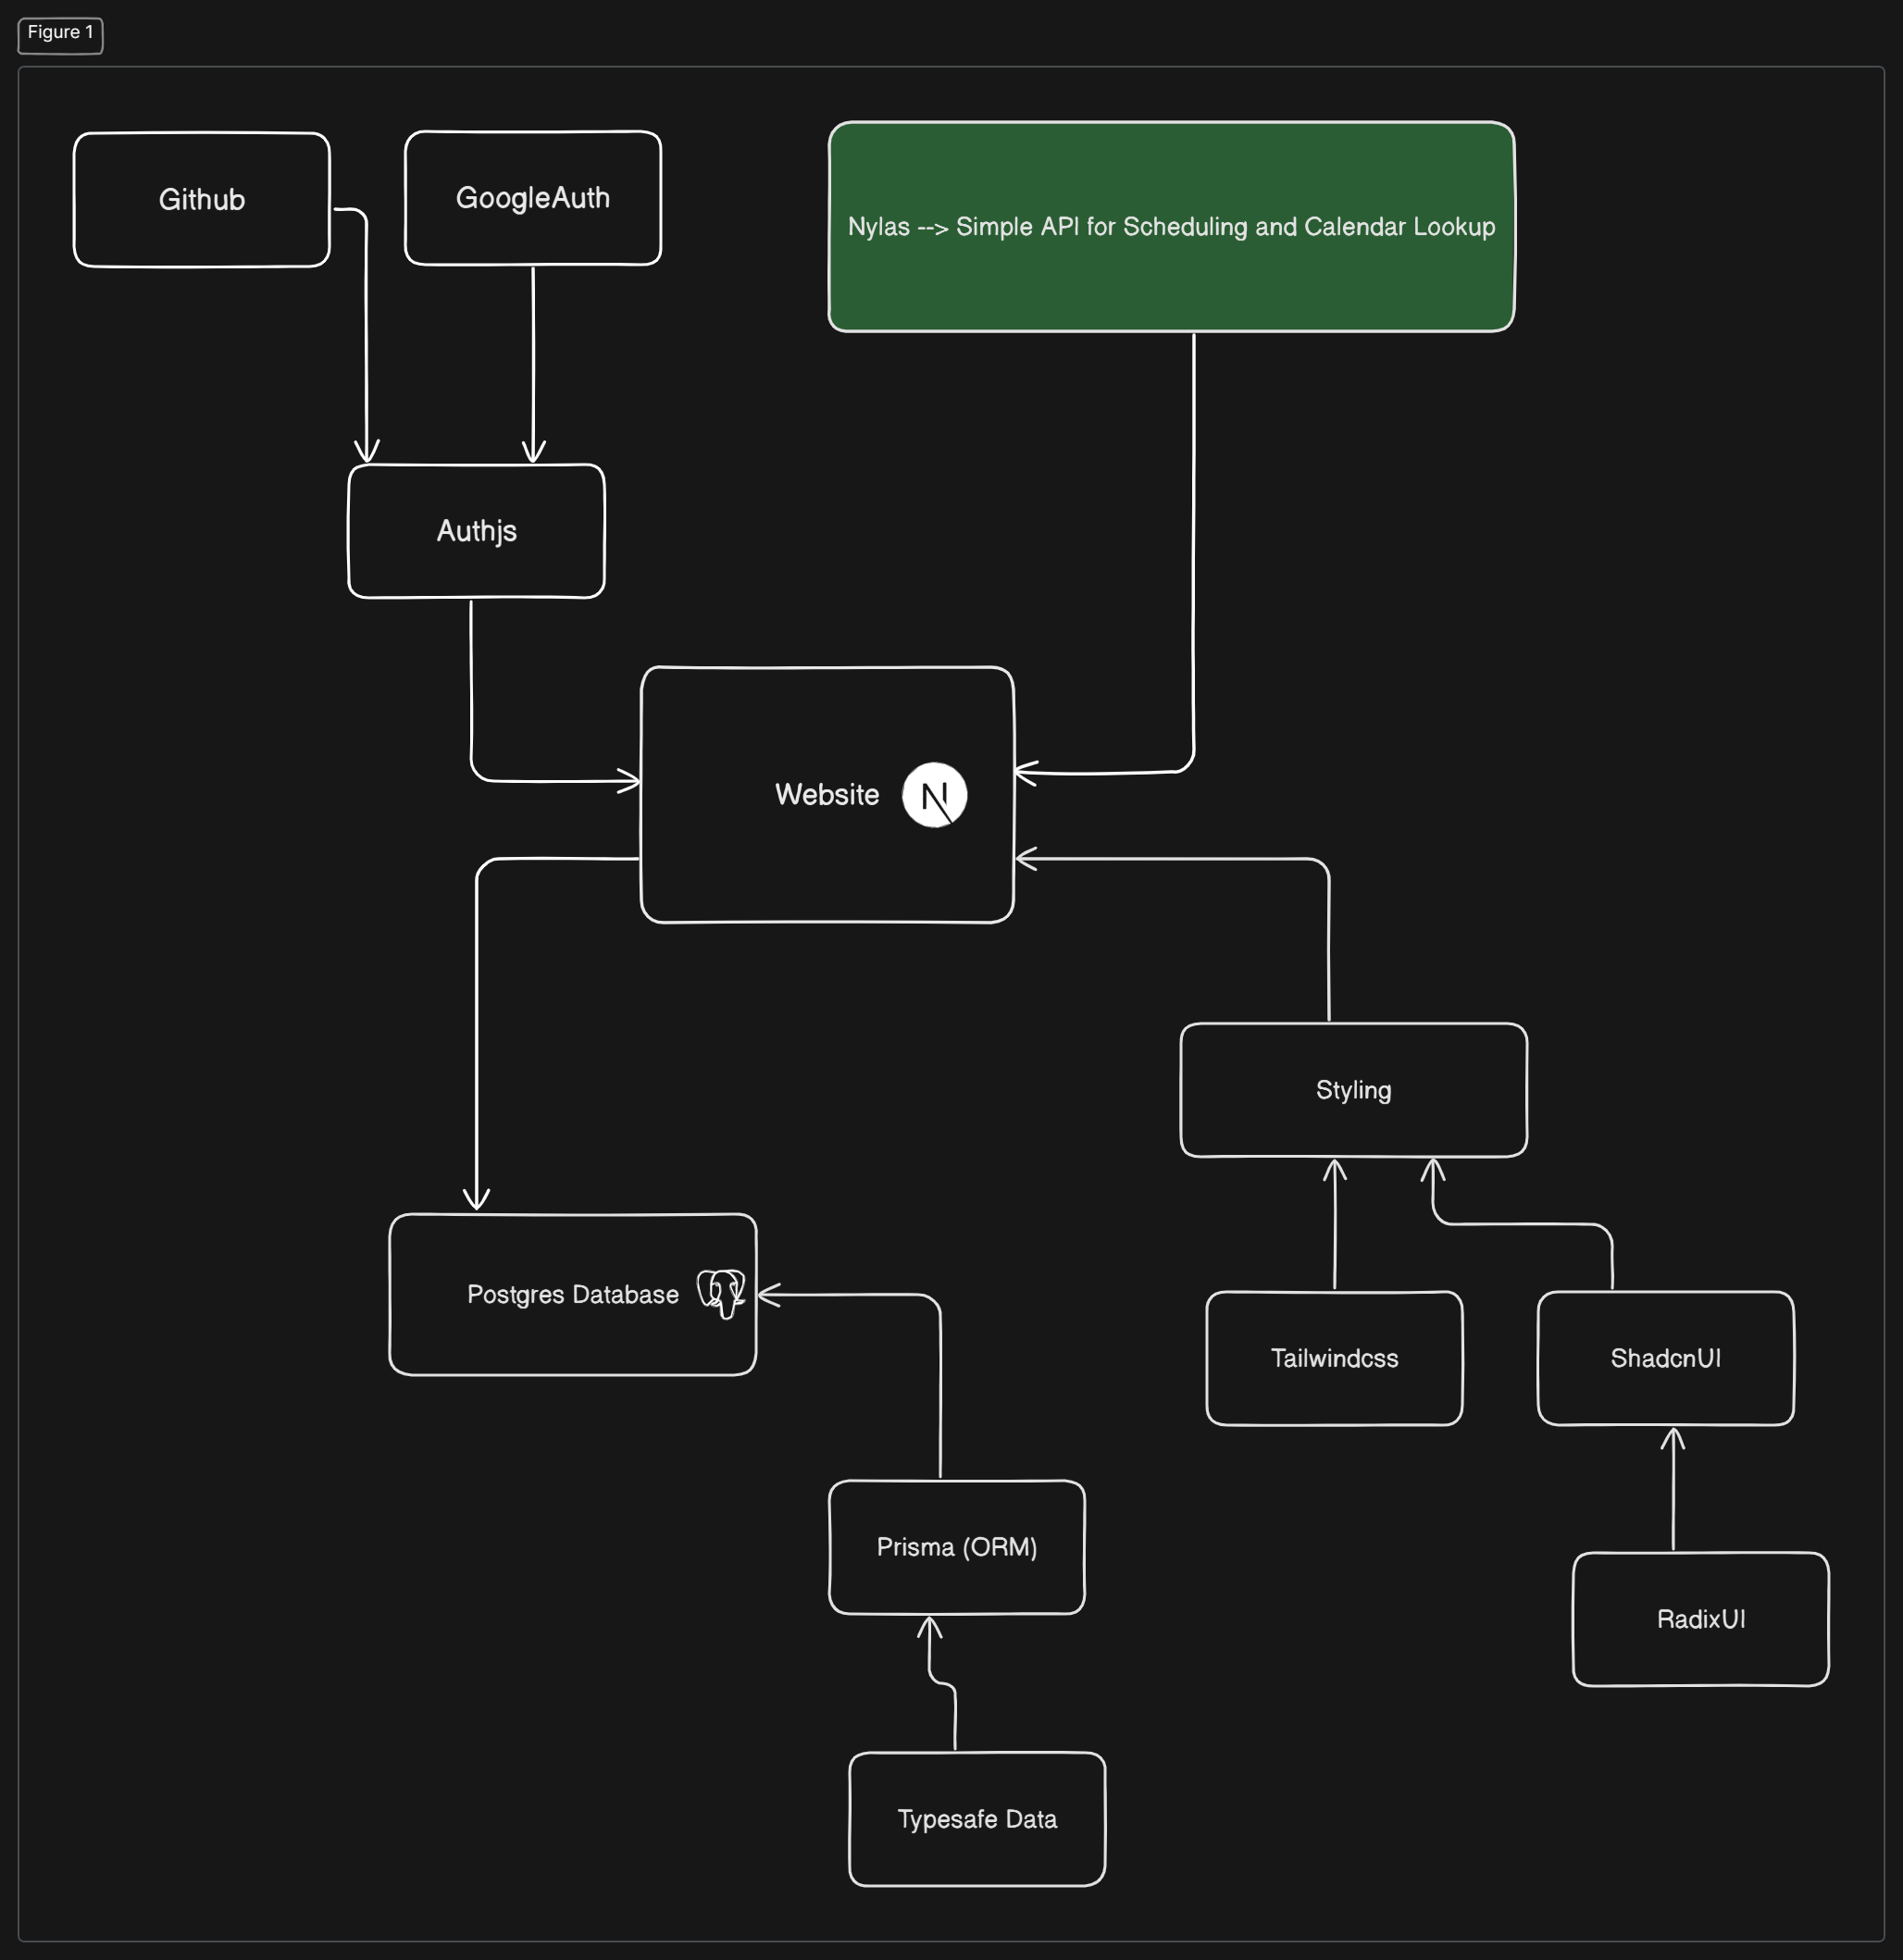 Figure 1
Github
GoogleAuth
Nylas --> Simple API for Scheduling and Calendar Lookup
Authjs
Website N
Styling
Postgres Database
Tailwindcss
ShadcnUI
Prisma (ORM)
RadixUI
Typesafe Data